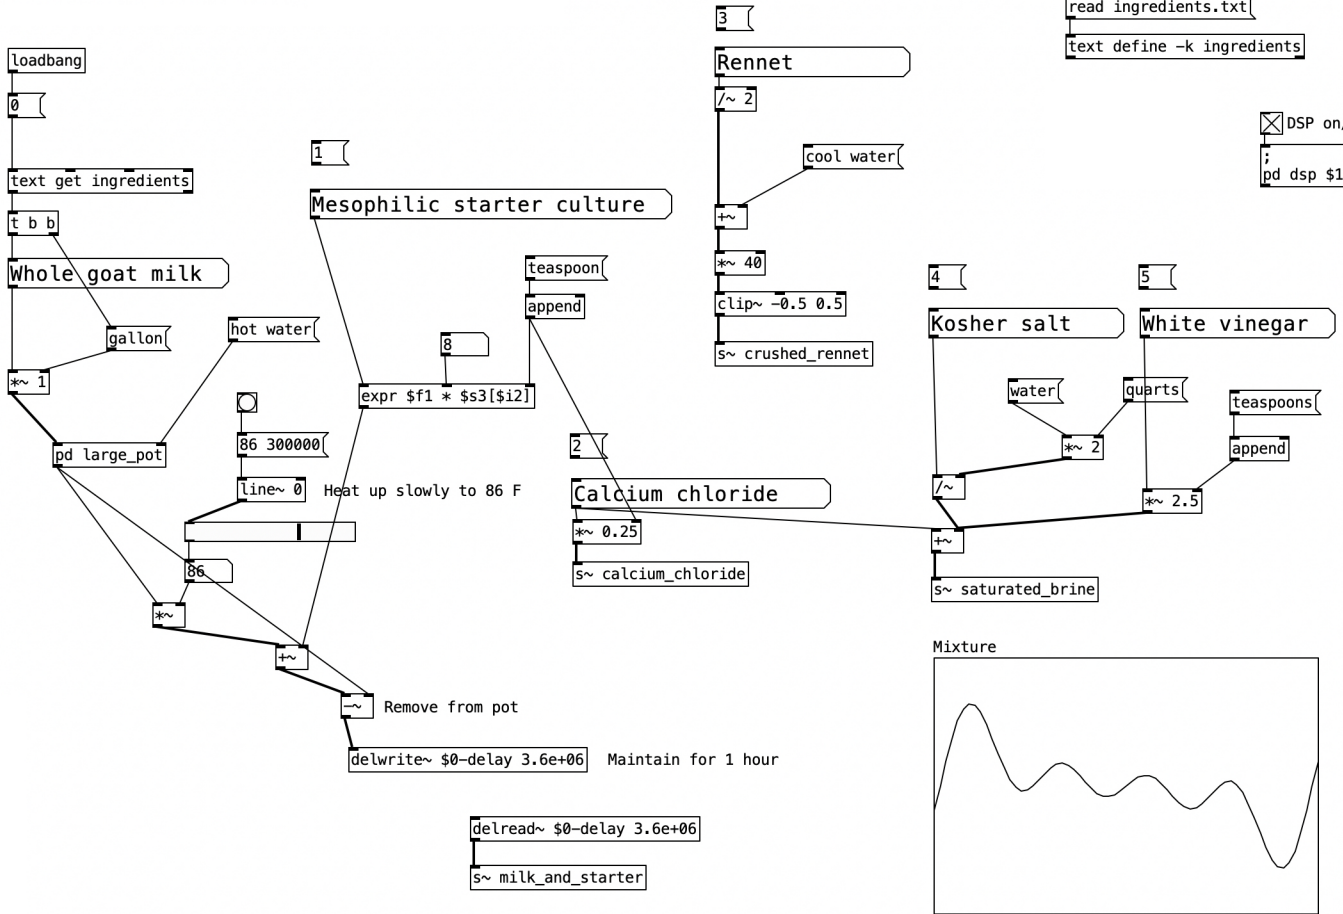 3
read ingredients.txt
text define -k ingredients
loadbang
Rennet
0
/~ 2
DSP on/
1
cool water
;
pd dsp $1
text get ingredients
Mesophilic starter culture
t b b
+~
Whole goat milk
teaspoon
*~ 40
4
5
append
clip~ -0.5 0.5
gallon
hot water
8
Kosher salt
White vinegar
s~ crushed_rennet
*~ 1
expr $f1 * $s3[$i2]
water
quarts
teaspoons
pd large_pot
86 300000
2
*~ 2
append
line~ 0
Heat up slowly to 86 F
Calcium chloride
/~
*~ 2.5
*~ 0.25
+~
86
s~ calcium_chloride
s~ saturated_brine
*~
+~
Mixture
-~
Remove from pot
delwrite~ $0-delay 3.6e+06
Maintain for 1 hour
delread~ $0-delay 3.6e+06
s~ milk_and_starter